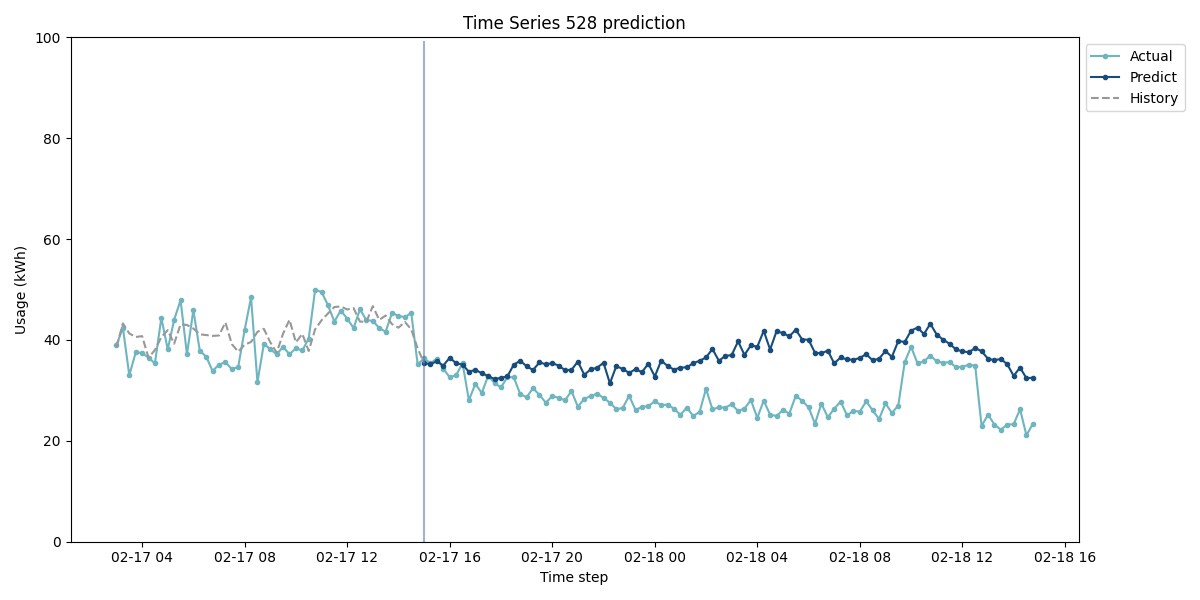 Time Series 528 prediction
Usage (kWh)
100
80
60
40
20
0
02-17 04
02-17 08
02-17 12
02-17 16
02-17 20
02-18 00
02-18 04
02-18 08
02-18 12
02-18 16
Time step
Actual
Predict
History